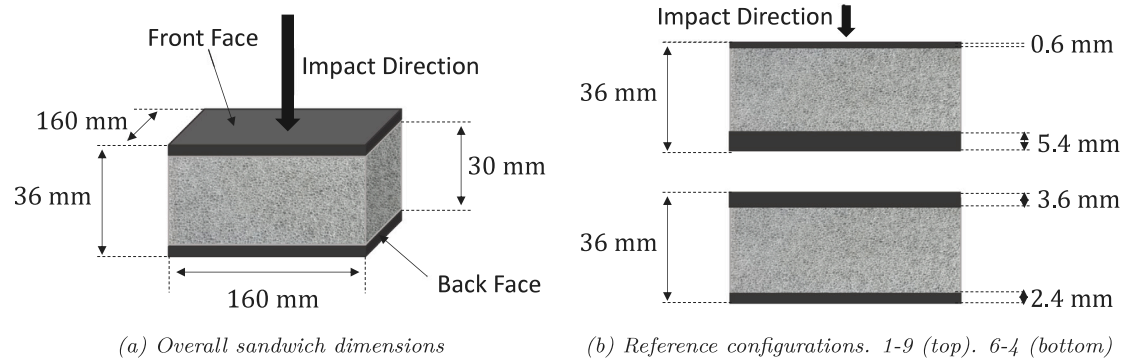 Front Face
Impact Direction
160 mm
36 mm
30 mm
160 mm
Back Face
(a) Overall sandwich dimensions
Impact Direction
0.6 mm
36 mm
5.4 mm
3.6 mm
36 mm
2.4 mm
(b) Reference configurations. 1-9 (top). 6-4 (bottom)